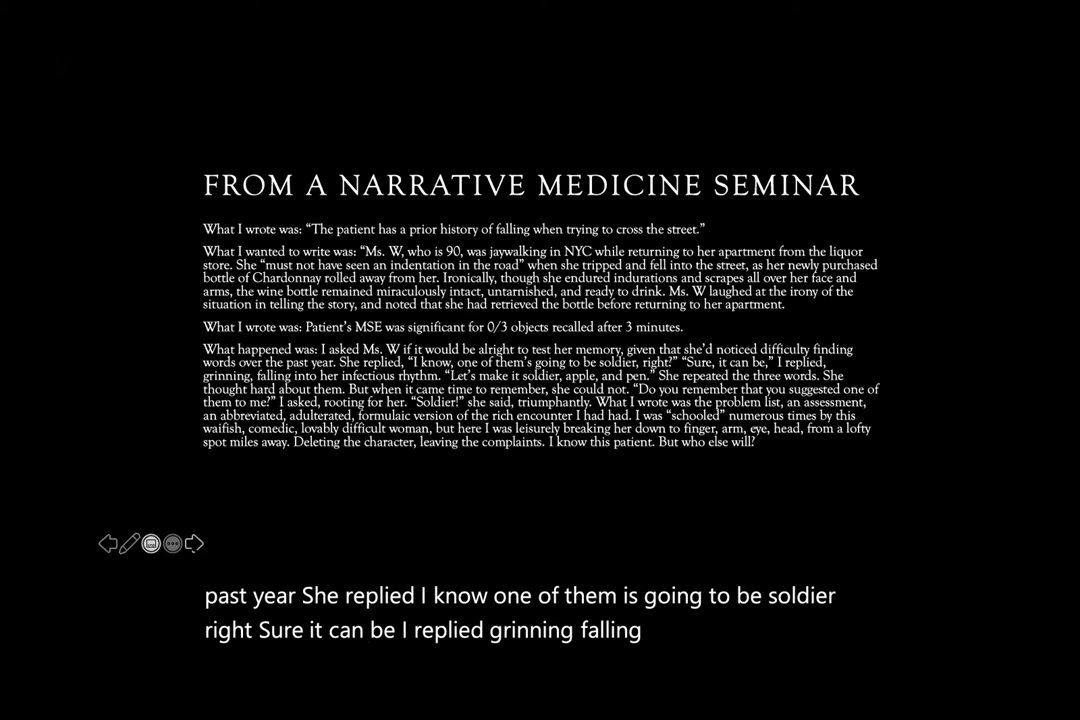 FROM A NARRATIVE MEDICINE SEMINAR
What I wrote was: “The patient has a prior history of falling when trying to cross the street.”
What I wanted to write was: “Ms. W, who is 90, was jaywalking in NYC while returning to her apartment from the liquor
store. She “must not have seen an indentation in the road” when she tripped and fell into the street, as her newly purchased
bottle of Chardonnay rolled away from her. Ironically, though she endured indurations and scrapes all over her face and
arms, the wine bottle remained miraculously intact, untarnished, and ready to drink. Ms. W laughed at the irony of the
situation in telling the story, and noted that she had retrieved the bottle before returning to her apartment.
What I wrote was: Patient’s MSE was significant for 0/3 objects recalled after 3 minutes.
What happened was: I asked Ms. W if it would be alright to test her memory, given that she’d noticed difficulty finding
words over the past year. She replied, “I know, one of them’s going to be soldier, right?” “Sure, it can be,” I replied,
grinning, falling into her infectious rhythm. “Let’s make it soldier, apple, and pen.” She repeated the three words. She
thought hard about them. But when it came time to remember, she could not. “Do you remember that you suggested one of
them to me?” I asked, rooting for her. “Soldier!” she said, triumphantly. What I wrote was the problem list, an assessment,
an abbreviated, adulterated, formulaic version of the rich encounter I had had. I was “schooled” numerous times by this
waifish, comedic, lovably difficult woman, but here I was leisurely breaking her down to finger, arm, eye, head, from a lofty
spot miles away. Deleting the character, leaving the complaints. I know this patient. But who else will?
past year She replied I know one of them is going to be soldier
right Sure it can be I replied grinning falling